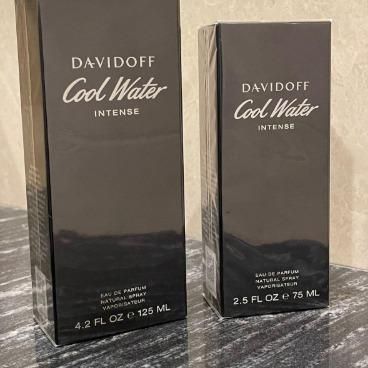 DAVIDOFF
Cool Water
INTENSE
EAU DE PARFUM
NATURAL SPRAY
VAPORISATEUR
4.2 FL OZ e 125 ML
DAVIDOFF
Cool Water
INTENSE
EAU DE PARFUM
NATURAL SPRAY
VAPORISATEUR
2.5 FL OZ e 75 ML